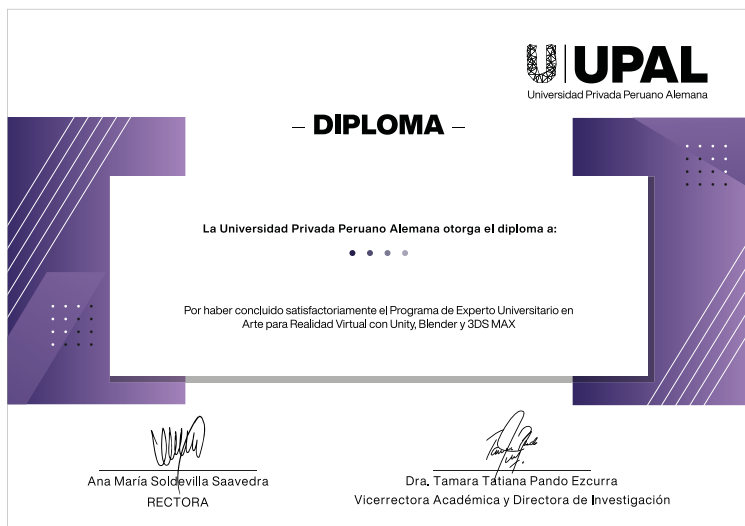 UPAL
Universidad Privada Peruano Alemana
– DIPLOMA –
La Universidad Privada Peruano Alemana otorga el diploma a:
Por haber concluido satisfactoriamente el Programa de Experto Universitario en
Arte para Realidad Virtual con Unity, Blender y 3DS MAX
Ana María Soldevilla Saavedra
RECTORA
Dra. Tamara Tatiana Pando Ezcurra
Vicerrectora Académica y Directora de Investigación